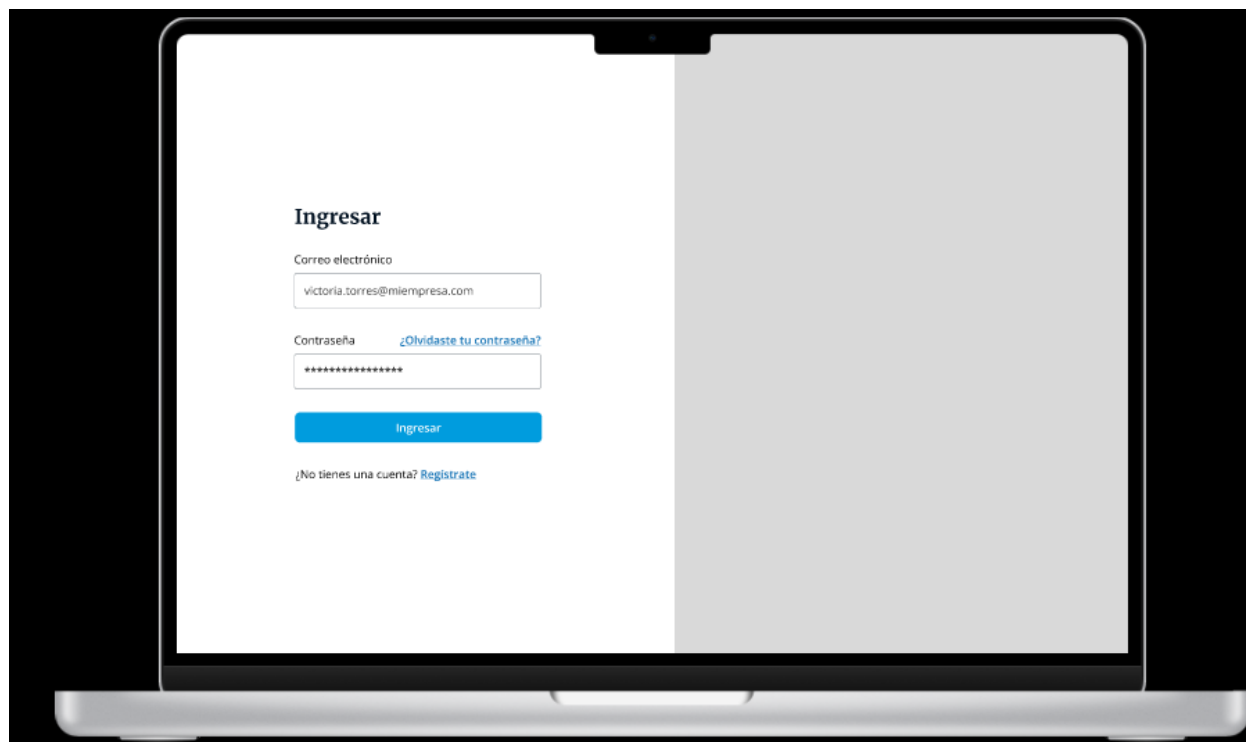 Ingresar
Correo electrónico
victoria.torres@miempresa.com
Contraseña ¿Olvidaste tu contraseña?
****************
Ingresar
¿No tienes una cuenta? Registrate